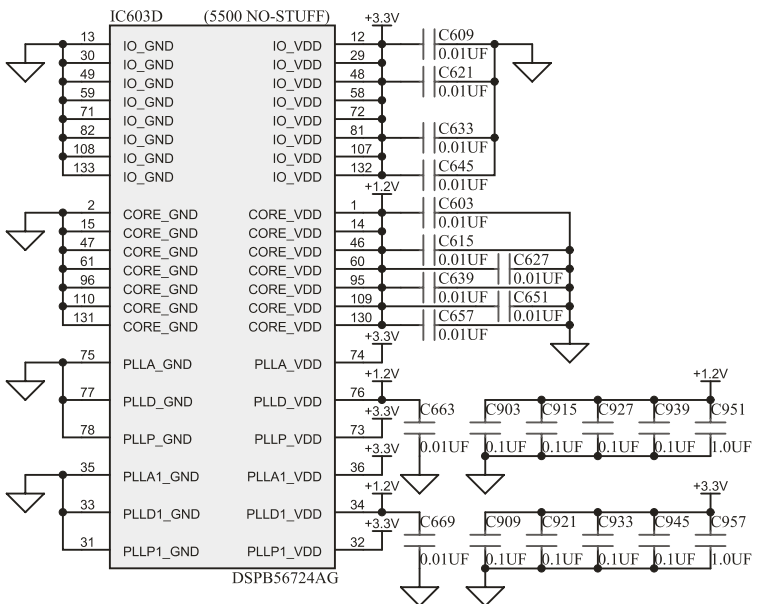 IC603D (5500 NO-STUFF) +3.3V
13 IO_GND IO_VDD 12 C609
30 IO_GND IO_VDD 29 0.01UF
49 IO_GND IO_VDD 48 C621
59 IO_GND IO_VDD 58 0.01UF
71 IO_GND IO_VDD 72
82 IO_GND IO_VDD 81 C633
108 IO_GND IO_VDD 107 0.01UF
133 IO_GND IO_VDD 132 C645
+1.2V 0.01UF
2 CORE_GND CORE_VDD 1 C603
15 CORE_GND CORE_VDD 14 0.01UF
47 CORE_GND CORE_VDD 46 C615
61 CORE_GND CORE_VDD 60 0.01UF C627
96 CORE_GND CORE_VDD 95 C639 0.01UF
110 CORE_GND CORE_VDD 109 0.01UF C651
131 CORE_GND CORE_VDD 130 C657 0.01UF
+3.3V 0.01UF
75 PLLA_GND PLLA_VDD 74
+1.2V +1.2V
77 PLLD_GND PLLD_VDD 76
+3.3V C663 C903 C915 C927 C939 C951
78 PLLP_GND PLLP_VDD 73
0.01UF 0.1UF 0.1UF 0.1UF 0.1UF 1.0UF
+3.3V
35 PLLA1_GND PLLA1_VDD 36
+1.2V +3.3V
33 PLLD1_GND PLLD1_VDD 34
+3.3V C669 C909 C921 C933 C945 C957
31 PLLP1_GND PLLP1_VDD 32
0.01UF 0.1UF 0.1UF 0.1UF 0.1UF 1.0UF
DSPB56724AG